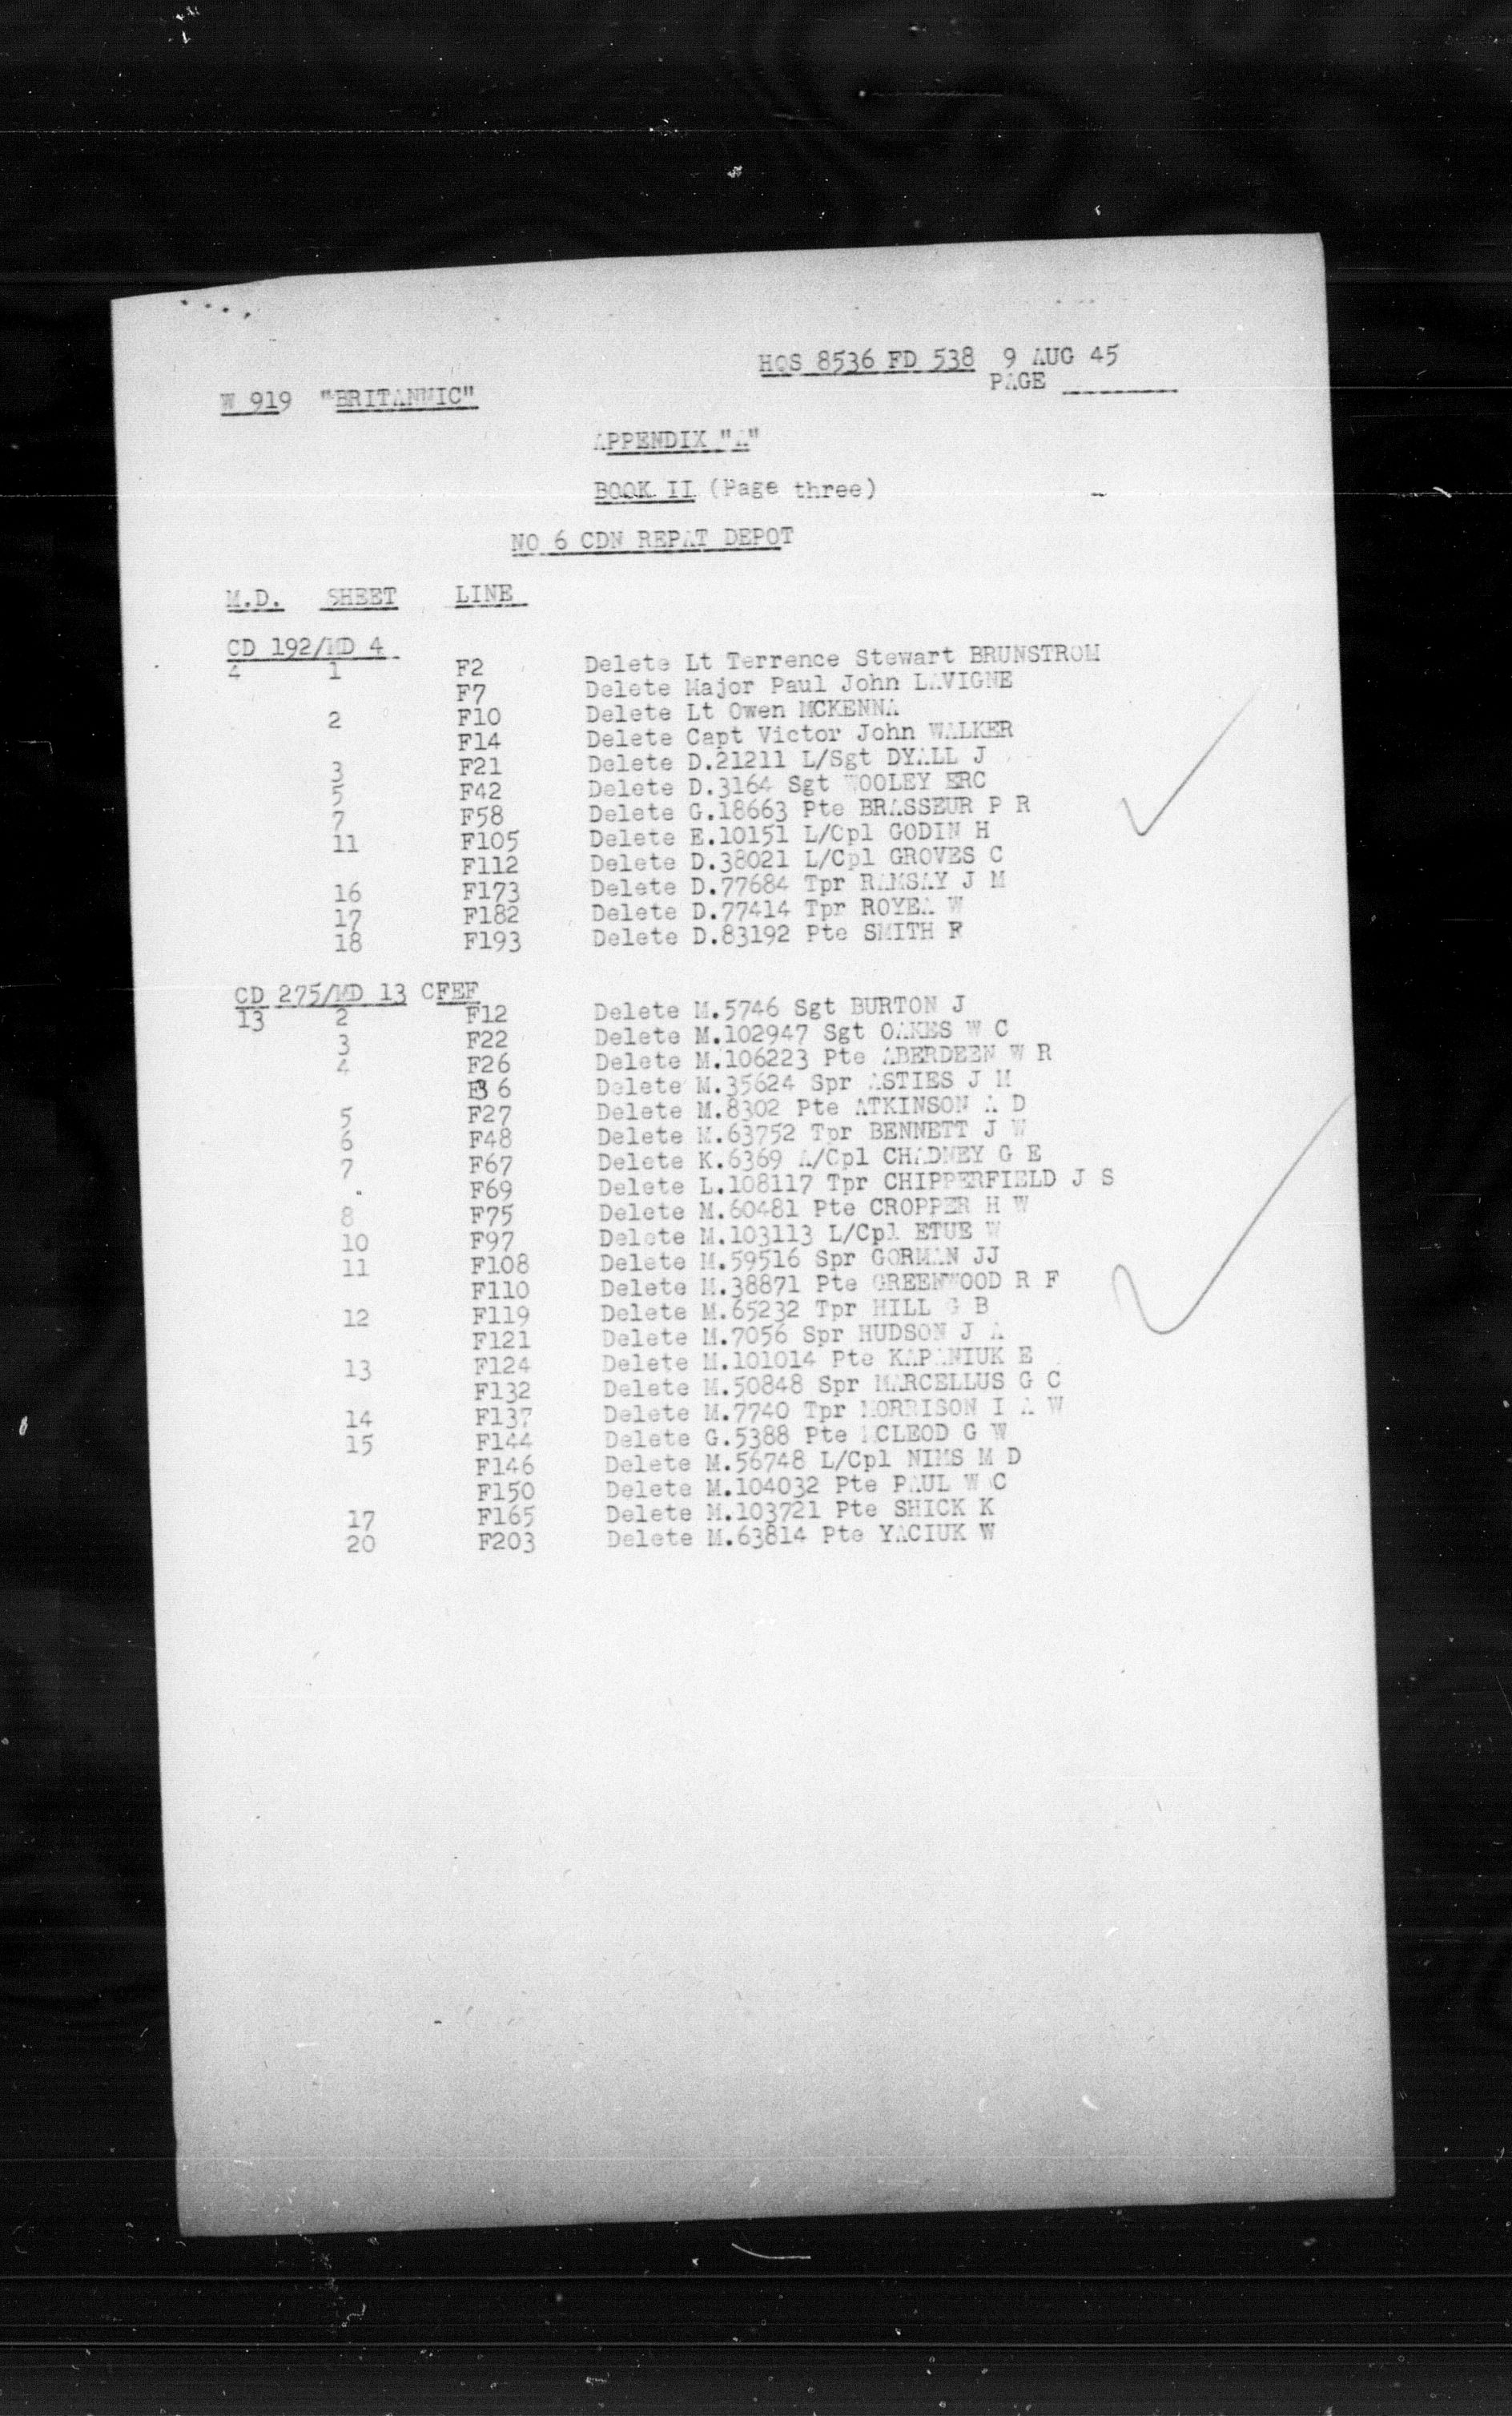 HQS 8536 FD 538 9 AUG 45
PAGE
W 919 "BRITANNIC"
APPENDIX "A"
BOOK II (Page three)
NO 6 CDN REPAT DEPOT
M.D. SHEET LINE
CD 192/MD 4
4 1 F2 Delete Lt Terrence Stewart BRUNSTROM
F7 Delete Major Paul John LAVIGNE
2 F10 Delete Lt Owen MCKENNA
F14 Delete Capt Victor John WALKER
3 F21 Delete D.21211 L/Sgt DYALL J
5 F42 Delete D.3164 Sgt WOOLEY ERC
7 F58 Delete G.18663 Pte BRASSEUR P R
11 F105 Delete E.10151 L/Cpl GODIN H
F112 Delete D.38021 L/Cpl GROVES C
16 F173 Delete D.77684 Tpr RAMSAY J M
17 F182 Delete D.77414 Tpr ROYEA W
18 F193 Delete D.83192 Pte SMITH F
CD 275/MD 13 CFEF
13 2 F12 Delete M.5746 Sgt BURTON J
3 F22 Delete M.102947 Sgt OAKES W C
4 F26 Delete M.106223 Pte ABERDEEN W R
F36 Delete M.35624 Spr ASTIES J M
5 F27 Delete M.8302 Pte ATKINSON A D
6 F48 Delete M.63752 Tpr BENNETT J W
7 F67 Delete K.6369 A/Cpl CHADNEY G E
" F69 Delete L.108117 Tpr CHIPPERFIELD J S
8 F75 Delete M.60481 Pte CROPPER H W
10 F97 Delete M.103113 L/Cpl ETUE W
11 F108 Delete M.59516 Spr GORMAN JJ
F110 Delete M.38871 Pte GREENWOOD R F
12 F119 Delete M.65232 Tpr HILL G B
F121 Delete M.7056 Spr HUDSON J A
13 F124 Delete M.101014 Pte KAPANIUK E
F132 Delete M.50848 Spr MARCELLUS G C
14 F137 Delete M.7740 Tpr MORRISON I A W
15 F144 Delete G.5388 Pte MCLEOD G W
F146 Delete M.56748 L/Cpl NIMS M D
F150 Delete M.104032 Pte PAUL W C
17 F165 Delete M.103721 Pte SHICK K
20 F203 Delete M.63814 Pte YACIUK W